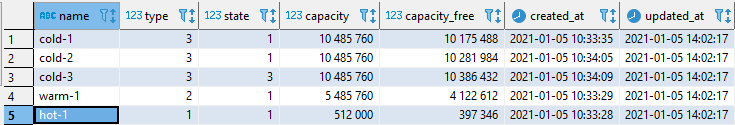 ABC name 123 type 123 state 123 capacity 123 capacity_free created_at updated_at
1 cold-1 3 1 10 485 760 10 175 488 2021-01-05 10:33:35 2021-01-05 14:02:17
2 cold-2 3 1 10 485 760 10 281 984 2021-01-05 10:34:05 2021-01-05 14:02:17
3 cold-3 3 3 10 485 760 10 386 432 2021-01-05 10:34:09 2021-01-05 14:02:17
4 warm-1 2 1 5 485 760 4 122 612 2021-01-05 10:33:29 2021-01-05 14:02:17
5 hot-1 1 1 512 000 397 346 2021-01-05 10:33:28 2021-01-05 14:02:17